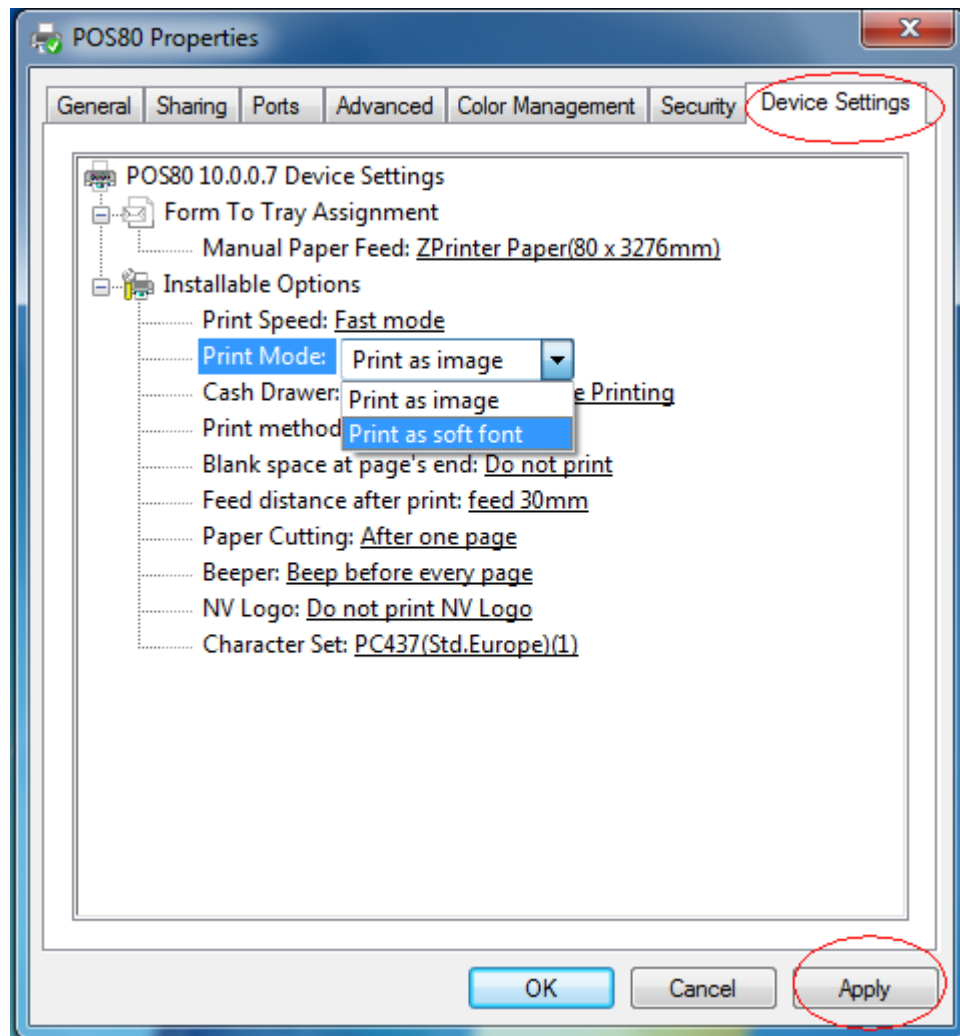 POS80 Properties
General Sharing Ports Advanced Color Management Security Device Settings
POS80 10.0.0.7 Device Settings
Form To Tray Assignment
Manual Paper Feed: ZPrinter Paper(80 x 3276mm)
Installable Options
Print Speed: Fast mode
Print Mode: Print as image
Cash Drawer: Print as image Printing
Print method Print as soft font
Blank space at page's end: Do not print
Feed distance after print: feed 30mm
Paper Cutting: After one page
Beeper: Beep before every page
NV Logo: Do not print NV Logo
Character Set: PC437(Std.Europe)(1)
OK Cancel Apply